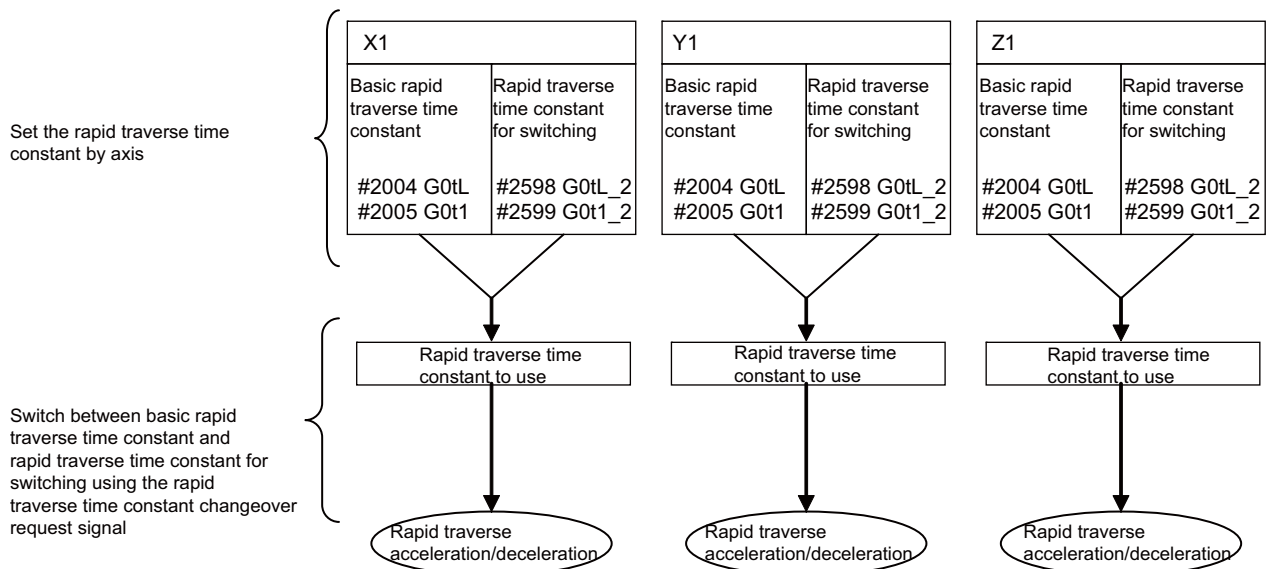 Set the rapid traverse time
constant by axis
X1
Basic rapid
traverse time
constant
#2004 G0tL
#2005 G0t1
Rapid traverse
time constant
for switching
#2598 G0tL_2
#2599 G0t1_2
Y1
Basic rapid
traverse time
constant
#2004 G0tL
#2005 G0t1
Rapid traverse
time constant
for switching
#2598 G0tL_2
#2599 G0t1_2
Z1
Basic rapid
traverse time
constant
#2004 G0tL
#2005 G0t1
Rapid traverse
time constant
for switching
#2598 G0tL_2
#2599 G0t1_2
Switch between basic rapid
traverse time constant and
rapid traverse time constant for
switching using the rapid
traverse time constant changeover
request signal
Rapid traverse time
constant to use
Rapid traverse time
constant to use
Rapid traverse time
constant to use
Rapid traverse
acceleration/deceleration
Rapid traverse
acceleration/deceleration
Rapid traverse
acceleration/deceleration